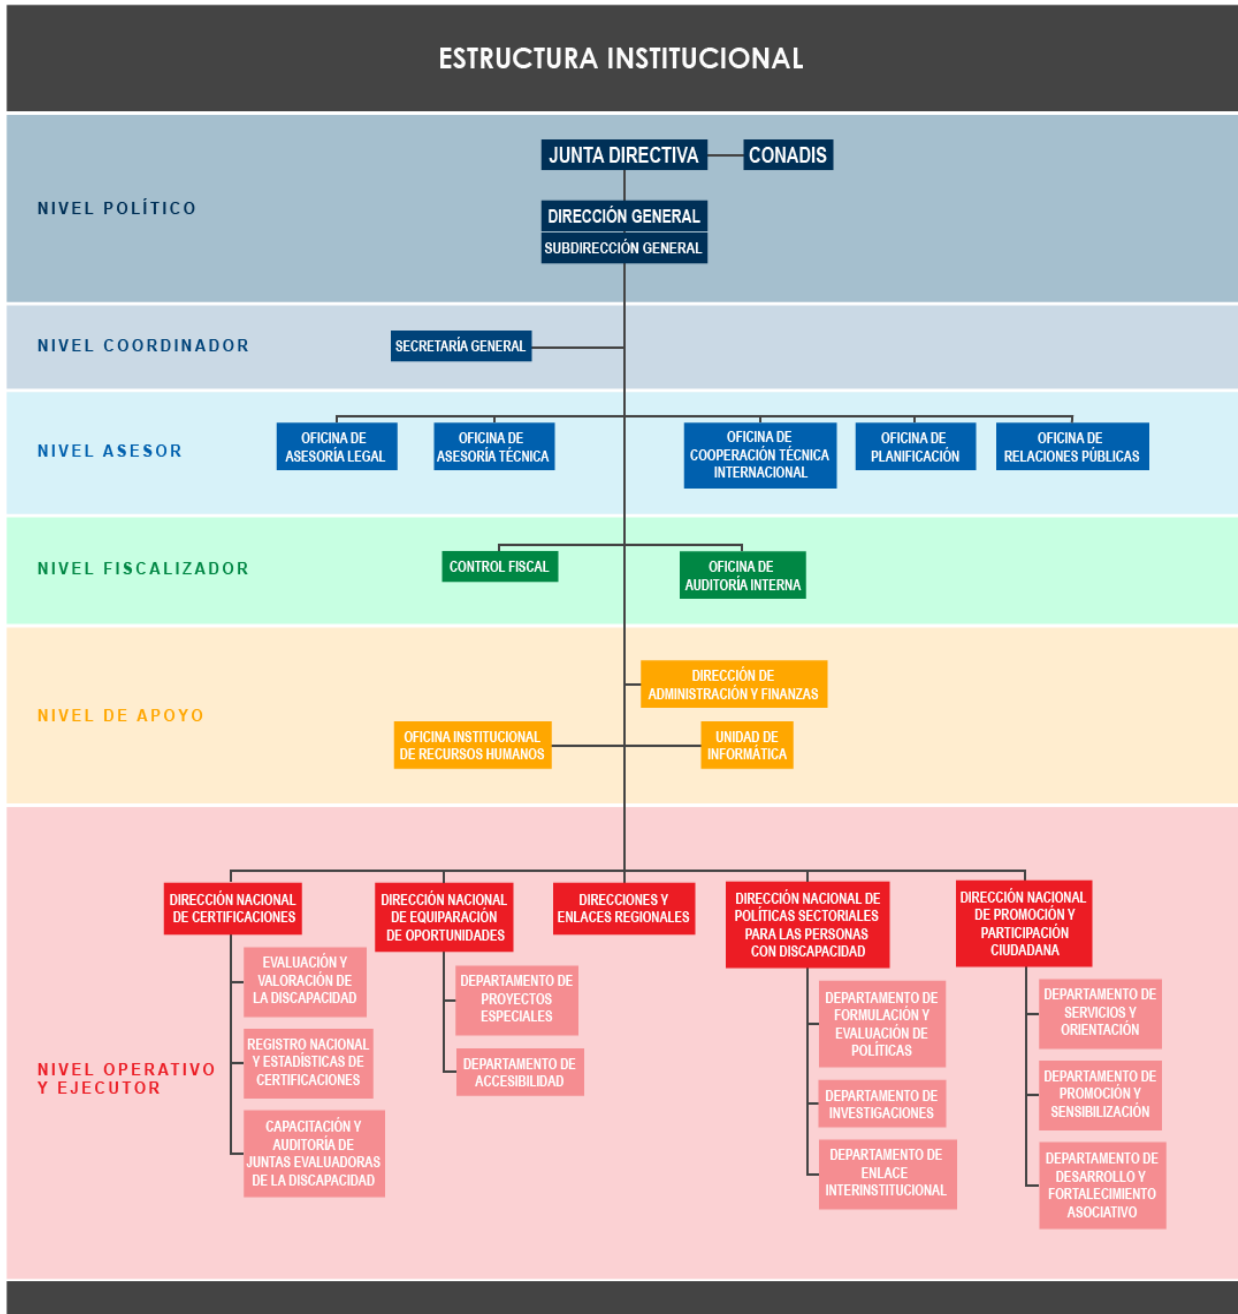 ESTRUCTURA INSTITUCIONAL
NIVEL POLÍTICO
JUNTA DIRECTIVA
CONADIS
DIRECCIÓN GENERAL
SUBDIRECCIÓN GENERAL
NIVEL COORDINADOR
SECRETARÍA GENERAL
NIVEL ASESOR
OFICINA DE
ASESORÍA LEGAL
OFICINA DE
ASESORÍA TÉCNICA
OFICINA DE
COOPERACIÓN TÉCNICA
INTERNACIONAL
OFICINA DE
PLANIFICACIÓN
OFICINA DE
RELACIONES PÚBLICAS
NIVEL FISCALIZADOR
CONTROL FISCAL
OFICINA DE
AUDITORÍA INTERNA
NIVEL DE APOYO
DIRECCIÓN DE
ADMINISTRACIÓN Y FINANZAS
OFICINA INSTITUCIONAL
DE RECURSOS HUMANOS
UNIDAD DE
INFORMÁTICA
NIVEL OPERATIVO
Y EJECUTOR
DIRECCIÓN NACIONAL
DE CERTIFICACIONES
EVALUACIÓN Y
VALORACIÓN DE
LA DISCAPACIDAD
REGISTRO NACIONAL
Y ESTADÍSTICAS DE
CERTIFICACIONES
CAPACITACIÓN Y
AUDITORÍA DE
JUNTAS EVALUADORAS
DE LA DISCAPACIDAD
DIRECCIÓN NACIONAL
DE EQUIPARACIÓN
DE OPORTUNIDADES
DEPARTAMENTO DE
PROYECTOS
ESPECIALES
DEPARTAMENTO DE
ACCESIBILIDAD
DIRECCIONES Y
ENLACES REGIONALES
DIRECCIÓN NACIONAL DE
POLÍTICAS SECTORIALES
PARA LAS PERSONAS
CON DISCAPACIDAD
DEPARTAMENTO DE
FORMULACIÓN Y
EVALUACIÓN DE
POLÍTICAS
DEPARTAMENTO DE
INVESTIGACIONES
DEPARTAMENTO DE
ENLACE
INTERINSTITUCIONAL
DIRECCIÓN NACIONAL
DE PROMOCIÓN Y
PARTICIPACIÓN
CIUDADANA
DEPARTAMENTO DE
SERVICIOS Y
ORIENTACIÓN
DEPARTAMENTO DE
PROMOCIÓN Y
SENSIBILIZACIÓN
DEPARTAMENTO DE
DESARROLLO Y
FORTALECIMIENTO
ASOCIATIVO